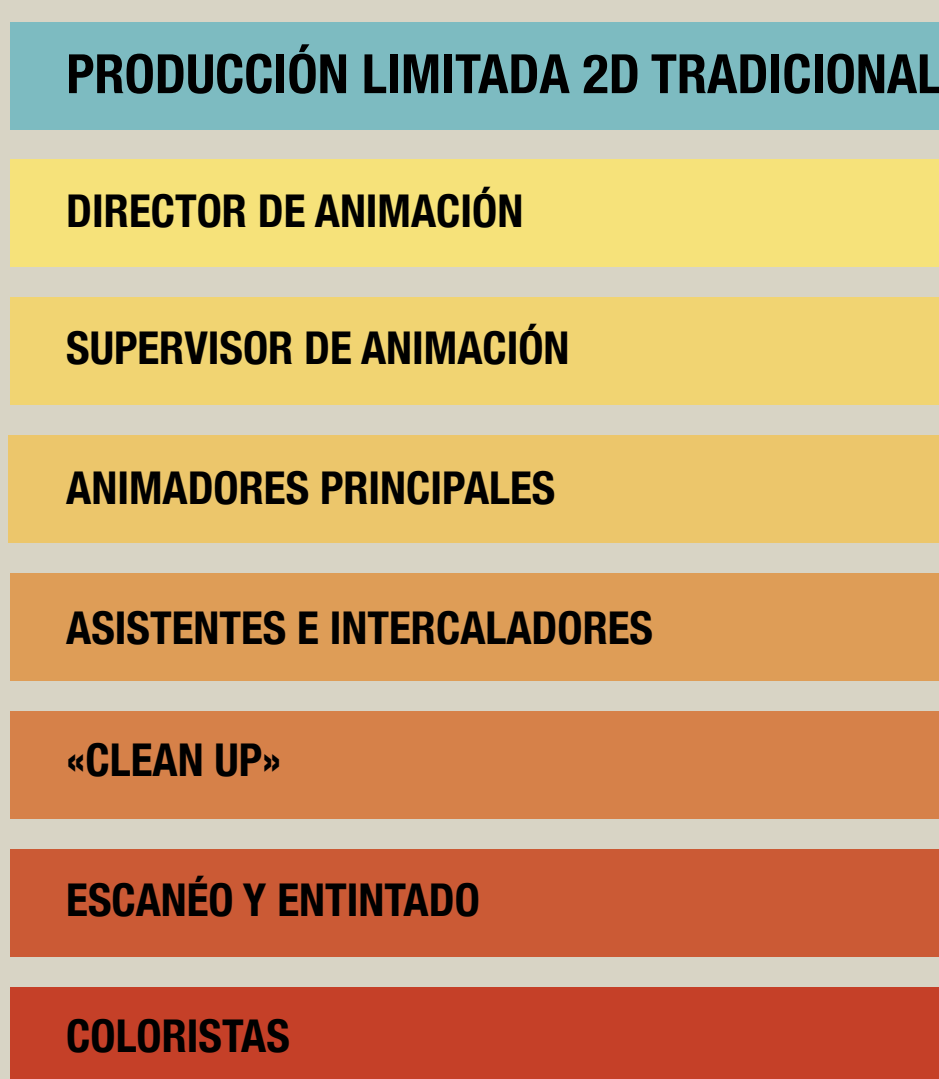 PRODUCCIÓN LIMITADA 2D TRADICIONAL
DIRECTOR DE ANIMACIÓN
SUPERVISOR DE ANIMACIÓN
ANIMADORES PRINCIPALES
ASISTENTES E INTERCALADORES
«CLEAN UP»
ESCANÉO Y ENTINTADO
COLORISTAS